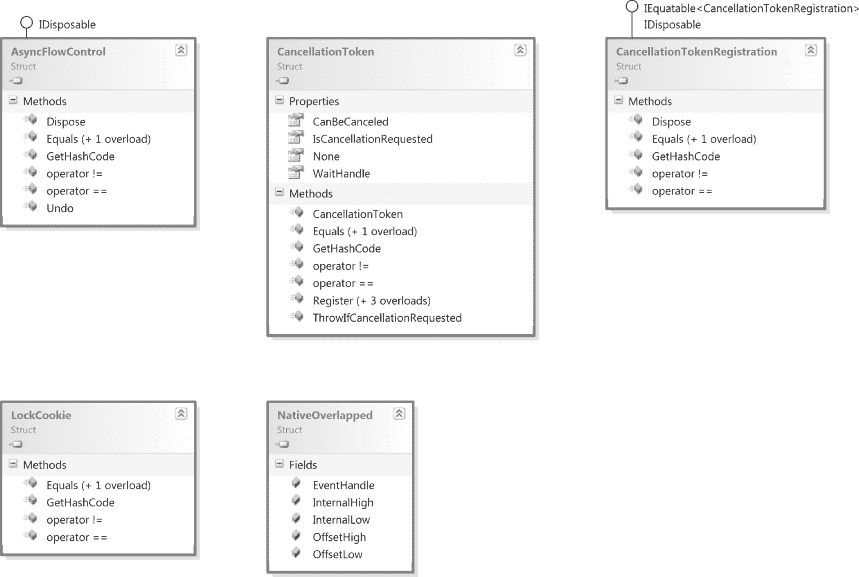 IDisposable
AsyncFlowControl
Struct
Methods
Dispose
Equals (+ 1 overload)
GetHashCode
operator !=
operator ==
Undo
CancellationToken
Struct
Properties
CanBeCanceled
IsCancellationRequested
None
WaitHandle
Methods
CancellationToken
Equals (+ 1 overload)
GetHashCode
operator !=
operator ==
Register (+ 3 overloads)
ThrowIfCancellationRequested
IEquatable<CancellationTokenRegistration>
IDisposable
CancellationTokenRegistration
Struct
Methods
Dispose
Equals (+ 1 overload)
GetHashCode
operator !=
operator ==
LockCookie
Struct
Methods
Equals (+ 1 overload)
GetHashCode
operator !=
operator ==
NativeOverlapped
Struct
Fields
EventHandle
InternalHigh
InternalLow
OffsetHigh
OffsetLow